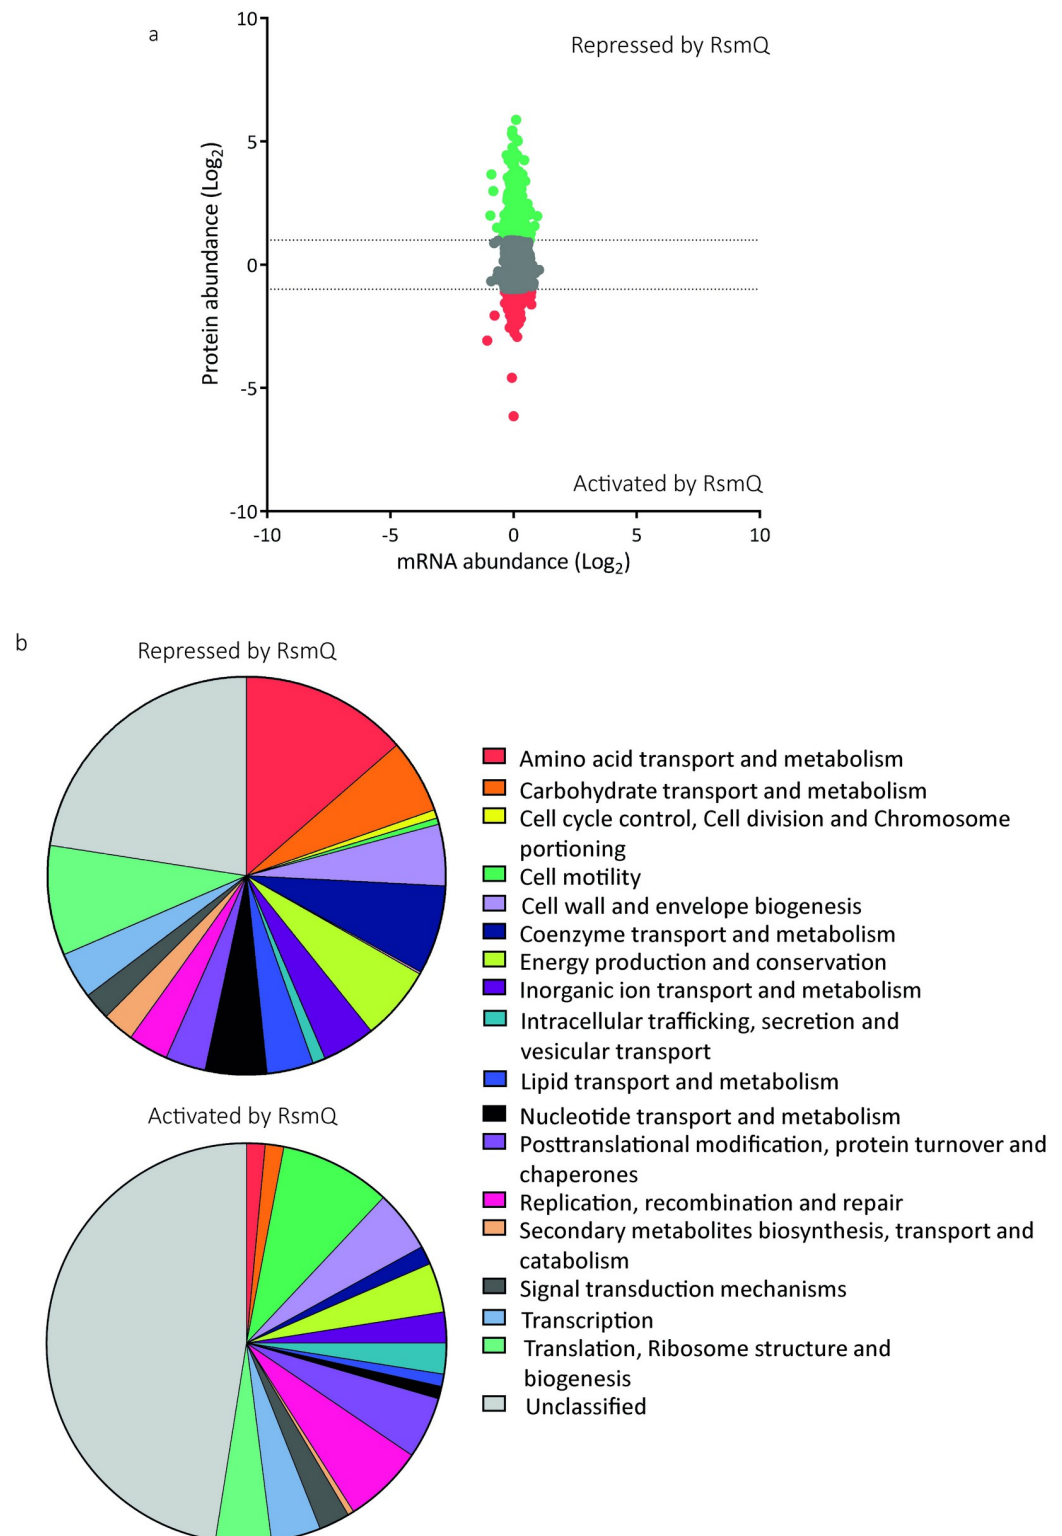 a
10
5
0
-5
-10
Protein abundance (Log2)
Repressed by RsmQ
Activated by RsmQ
-10
-5
0
5
10
mRNA abundance (Log2)
b
Repressed by RsmQ
Activated by RsmQ
Amino acid transport and metabolism
Carbohydrate transport and metabolism
Cell cycle control, Cell division and Chromosome
portioning
Cell motility
Cell wall and envelope biogenesis
Coenzyme transport and metabolism
Energy production and conservation
Inorganic ion transport and metabolism
Intracellular trafficking, secretion and
vesicular transport
Lipid transport and metabolism
Nucleotide transport and metabolism
Posttranslational modification, protein turnover and
chaperones
Replication, recombination and repair
Secondary metabolites biosynthesis, transport and
catabolism
Signal transduction mechanisms
Transcription
Translation, Ribosome structure and
biogenesis
Unclassified